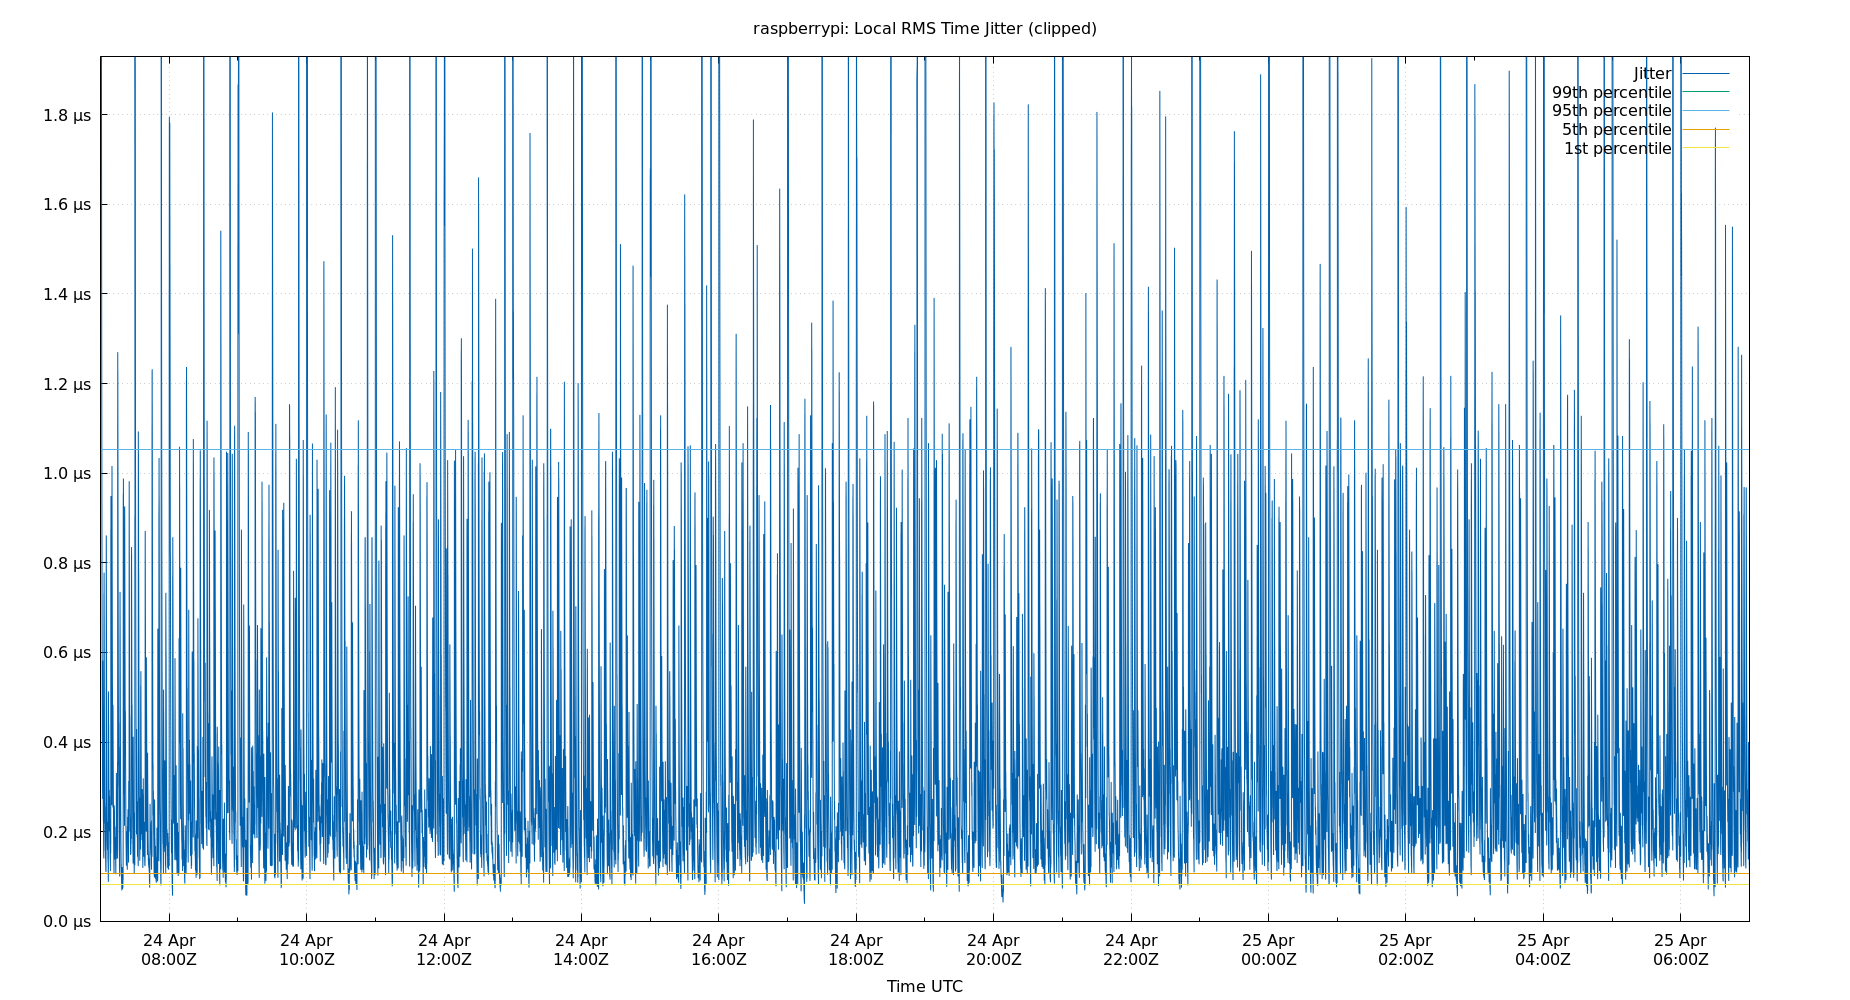 raspberrypi: Local RMS Time Jitter (clipped)
Jitter
99th percentile
95th percentile
5th percentile
1st percentile
1.8 µs
1.6 µs
1.4 µs
1.2 µs
1.0 µs
0.8 µs
0.6 µs
0.4 µs
0.2 µs
0.0 µs
24 Apr 24 Apr 24 Apr 24 Apr 24 Apr 24 Apr 24 Apr 24 Apr 25 Apr 25 Apr 25 Apr 25 Apr
08:00Z 10:00Z 12:00Z 14:00Z 16:00Z 18:00Z 20:00Z 22:00Z 00:00Z 02:00Z 04:00Z 06:00Z
Time UTC